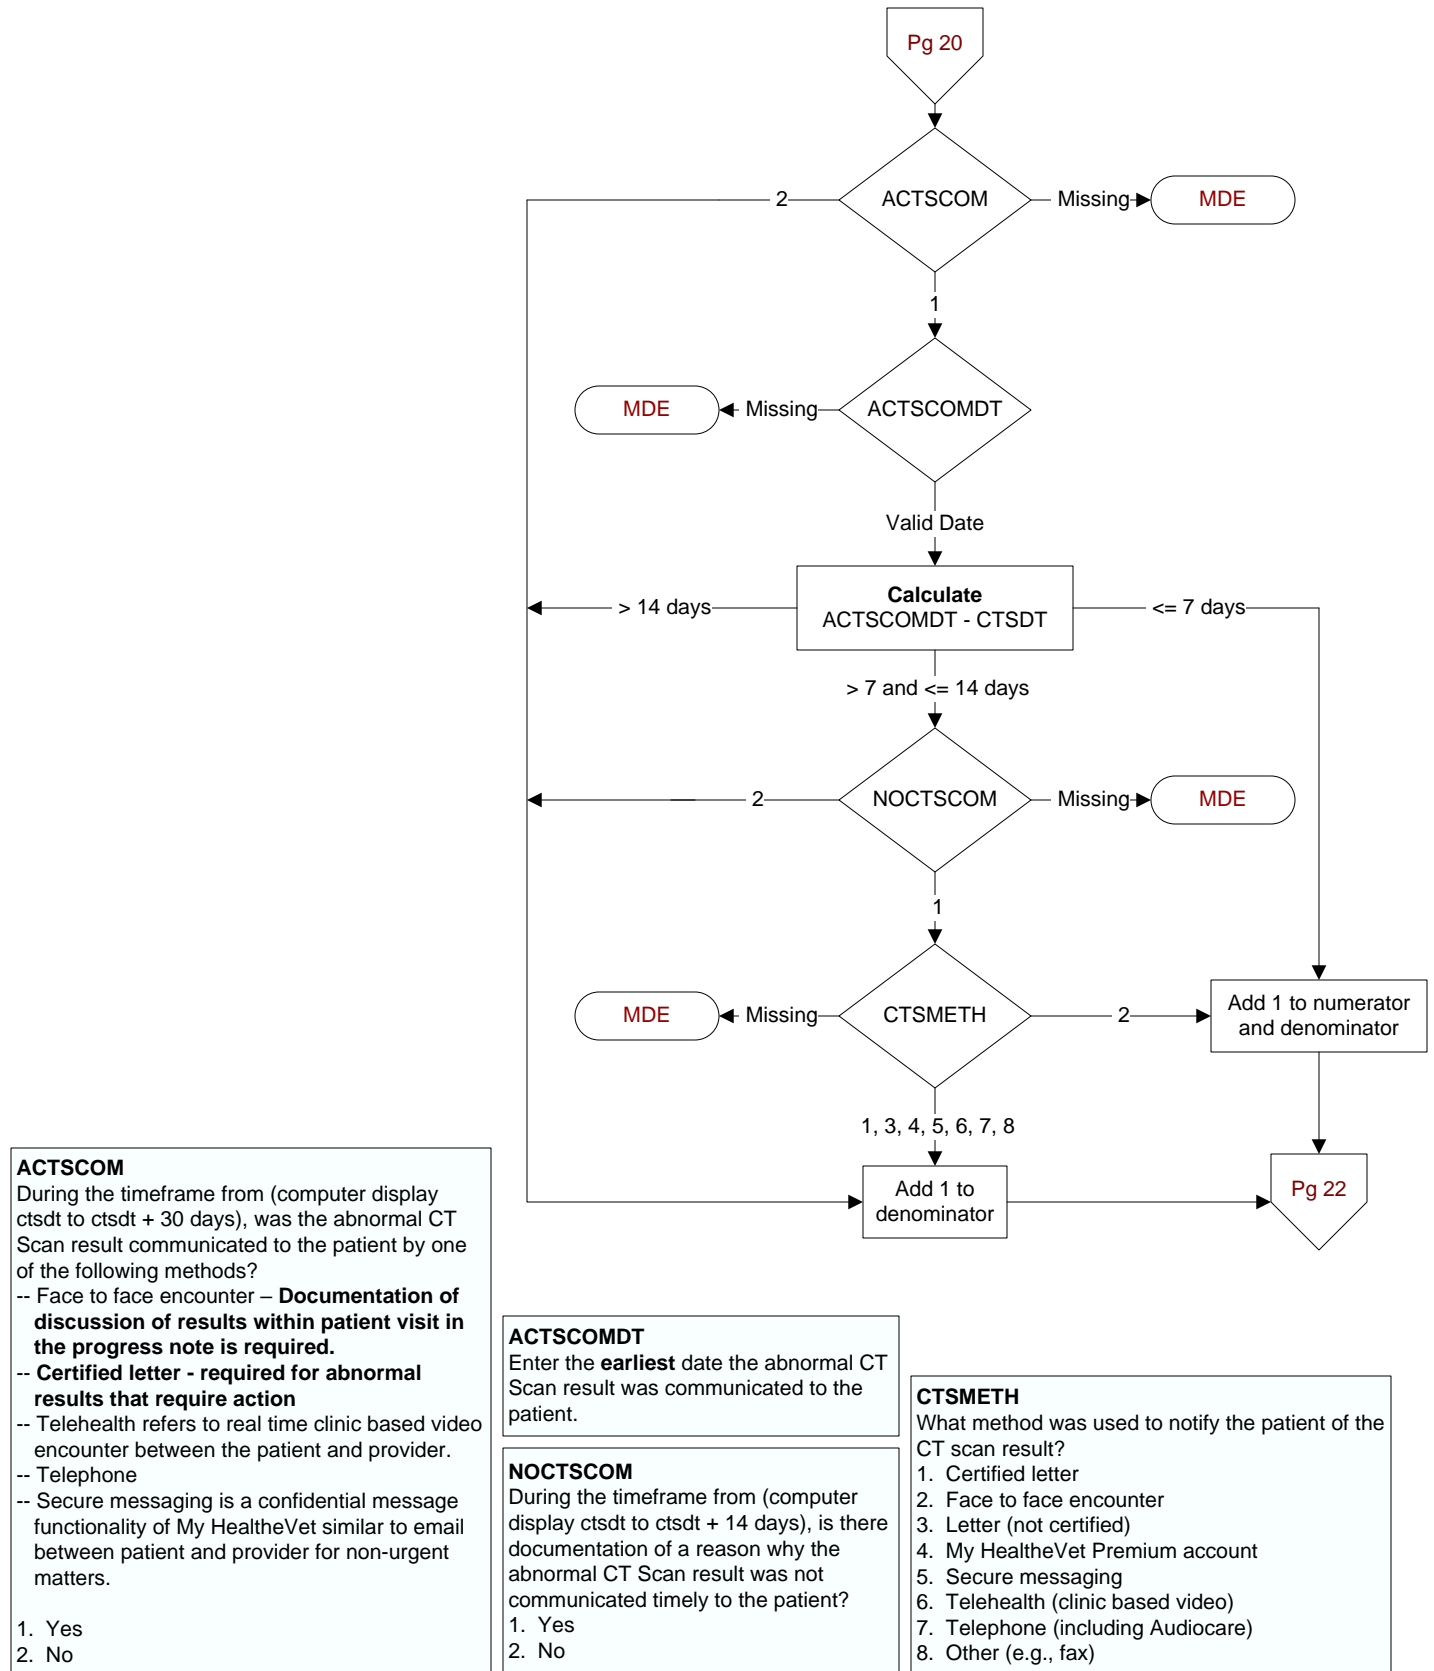 Pg 20
ACTSCOM
2
Missing
MDE
1
ACTSCOMDT
Missing
MDE
Valid Date
Calculate
ACTSCOMDT - CTSDT
> 14 days
<= 7 days
> 7 and <= 14 days
NOCTSCOM
2
Missing
MDE
1
CTSMETH
Missing
MDE
2
Add 1 to numerator
and denominator
1, 3, 4, 5, 6, 7, 8
Add 1 to
denominator
Pg 22
ACTSCOM
During the timeframe from (computer display
ctsdt to ctsdt + 30 days), was the abnormal CT
Scan result communicated to the patient by one
of the following methods?
-- Face to face encounter – Documentation of
discussion of results within patient visit in
the progress note is required.
-- Certified letter - required for abnormal
results that require action
-- Telehealth refers to real time clinic based video
encounter between the patient and provider.
-- Telephone
-- Secure messaging is a confidential message
functionality of My HealtheVet similar to email
between patient and provider for non-urgent
matters.
1. Yes
2. No
ACTSCOMDT
Enter the earliest date the abnormal CT
Scan result was communicated to the
patient.
NOCTSCOM
During the timeframe from (computer
display ctsdt to ctsdt + 14 days), is there
documentation of a reason why the
abnormal CT Scan result was not
communicated timely to the patient?
1. Yes
2. No
CTSMETH
What method was used to notify the patient of the
CT scan result?
1. Certified letter
2. Face to face encounter
3. Letter (not certified)
4. My HealtheVet Premium account
5. Secure messaging
6. Telehealth (clinic based video)
7. Telephone (including Audiocare)
8. Other (e.g., fax)